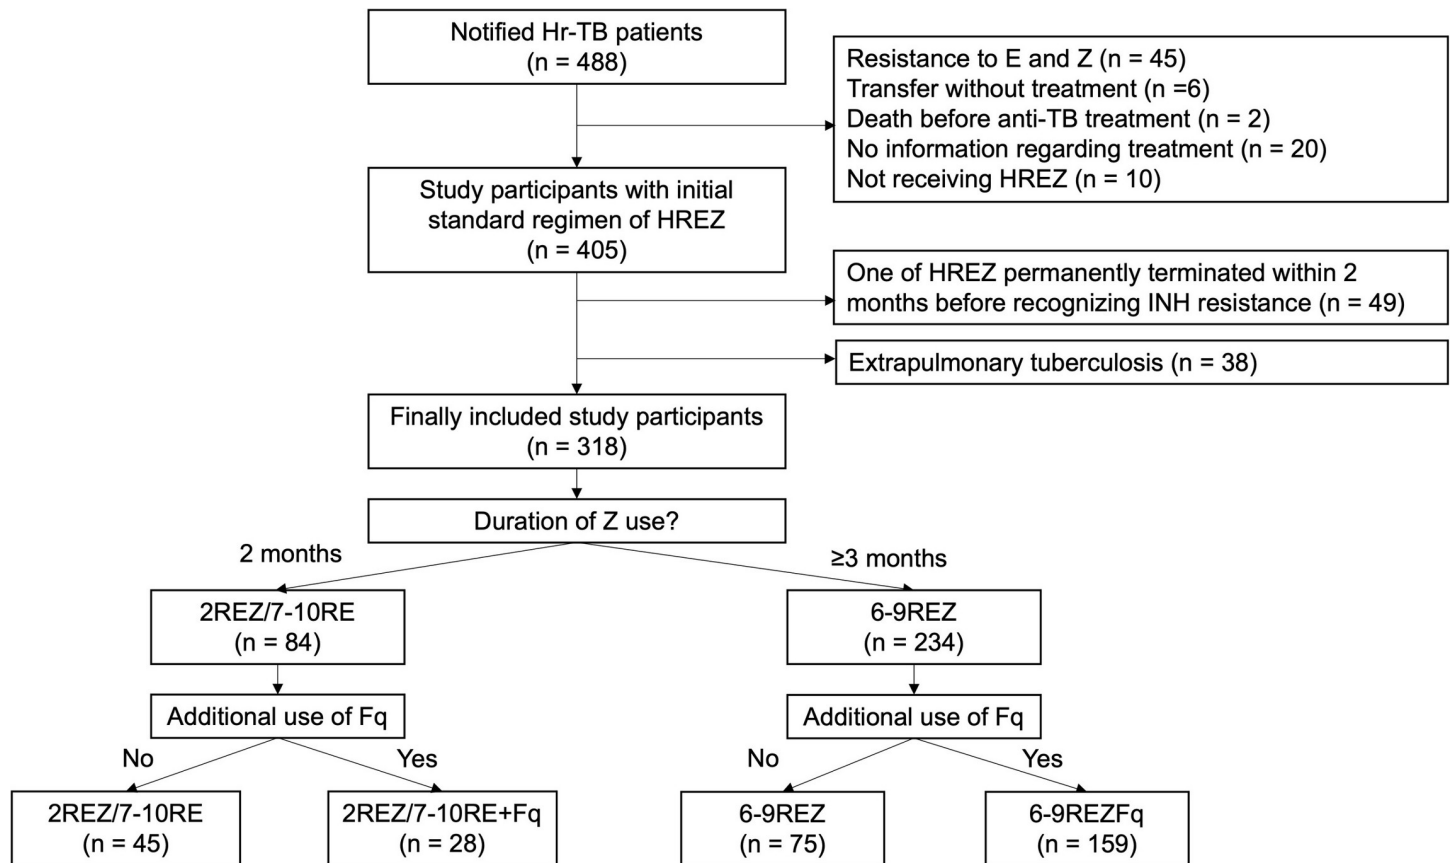 Notified Hr-TB patients
(n = 488)
Resistance to E and Z (n = 45)
Transfer without treatment (n =6)
Death before anti-TB treatment (n = 2)
No information regarding treatment (n = 20)
Not receiving HREZ (n = 10)
Study participants with initial
standard regimen of HREZ
(n = 405)
One of HREZ permanently terminated within 2
months before recognizing INH resistance (n = 49)
Extrapulmonary tuberculosis (n = 38)
Finally included study participants
(n = 318)
Duration of Z use?
2 months
≥3 months
2REZ/7-10RE
(n = 84)
6-9REZ
(n = 234)
Additional use of Fq
Additional use of Fq
No
Yes
No
Yes
2REZ/7-10RE
(n = 45)
2REZ/7-10RE+Fq
(n = 28)
6-9REZ
(n = 75)
6-9REZFq
(n = 159)